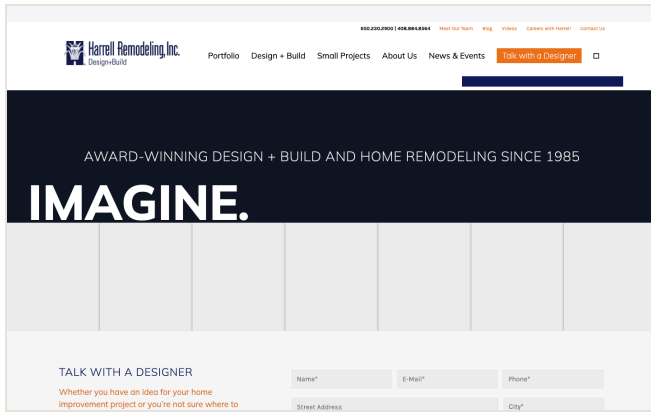 650.230.2900 | 408.884.8564 Meet Our Team Blog Videos Careers with Harrell Contact Us
Harrell Remodeling, Inc.
Design+Build
Portfolio Design + Build Small Projects About Us News & Events Talk with a Designer
AWARD-WINNING DESIGN + BUILD AND HOME REMODELING SINCE 1985
IMAGINE.
TALK WITH A DESIGNER
Whether you have an idea for your home
improvement project or you're not sure where to
Name* E-Mail* Phone*
Street Address City*